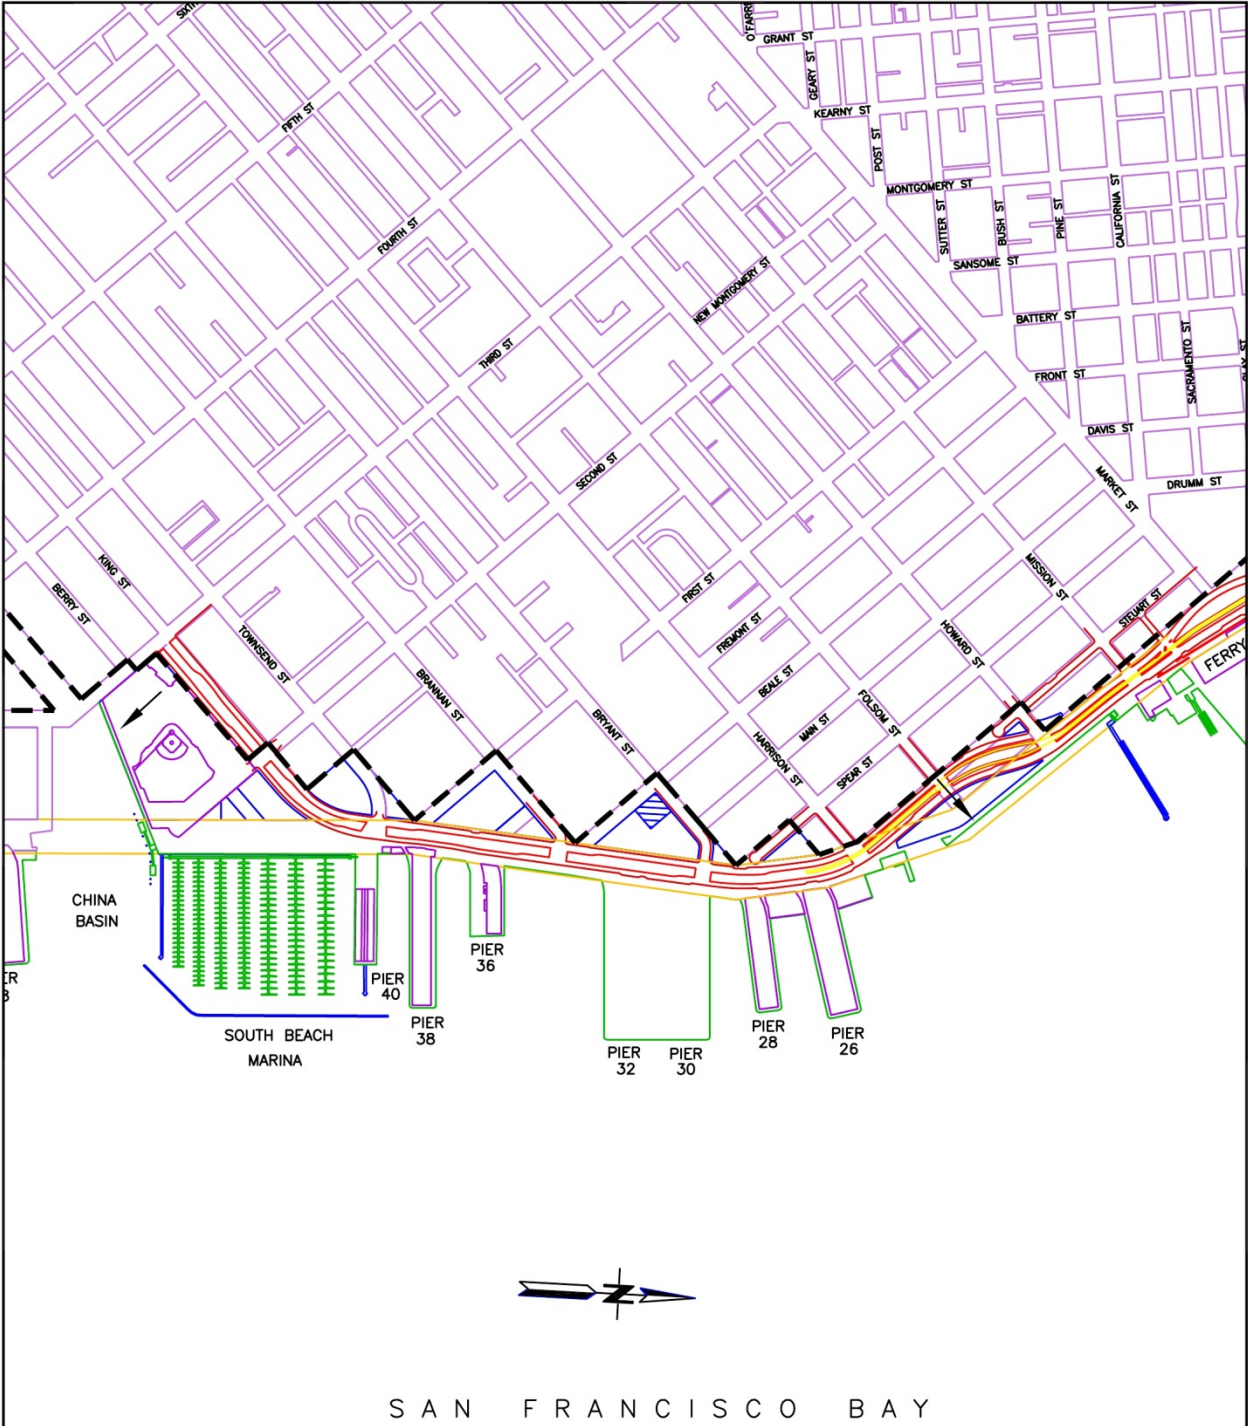 GRANT ST
GEARY ST
KEARNY ST
POST ST
FIFTH ST
MONTGOMERY ST
SUTTER ST
BUSH ST
PINE ST
CALIFORNIA ST
FOURTH ST
SANSOME ST
NEW MONTGOMERY ST
BATTERY ST
SACRAMENTO ST
THIRD ST
FRONT ST
DAVIS ST
SECOND ST
MARKET ST
DRUMM ST
KING ST
BERRY ST
FIRST ST
MISSION ST
STEUART ST
FREMONT ST
HOWARD ST
TOWNSEND ST
FERRY
BEALE ST
BRANNAN ST
FOLSOM ST
MAIN ST
BRYANT ST
HARRISON ST
SPEAR ST
CHINA
BASIN
PIER
36
PIER
40
PIER
38
PIER
28
PIER
26
SOUTH BEACH
MARINA
PIER
32
PIER
30
N
SAN FRANCISCO BAY